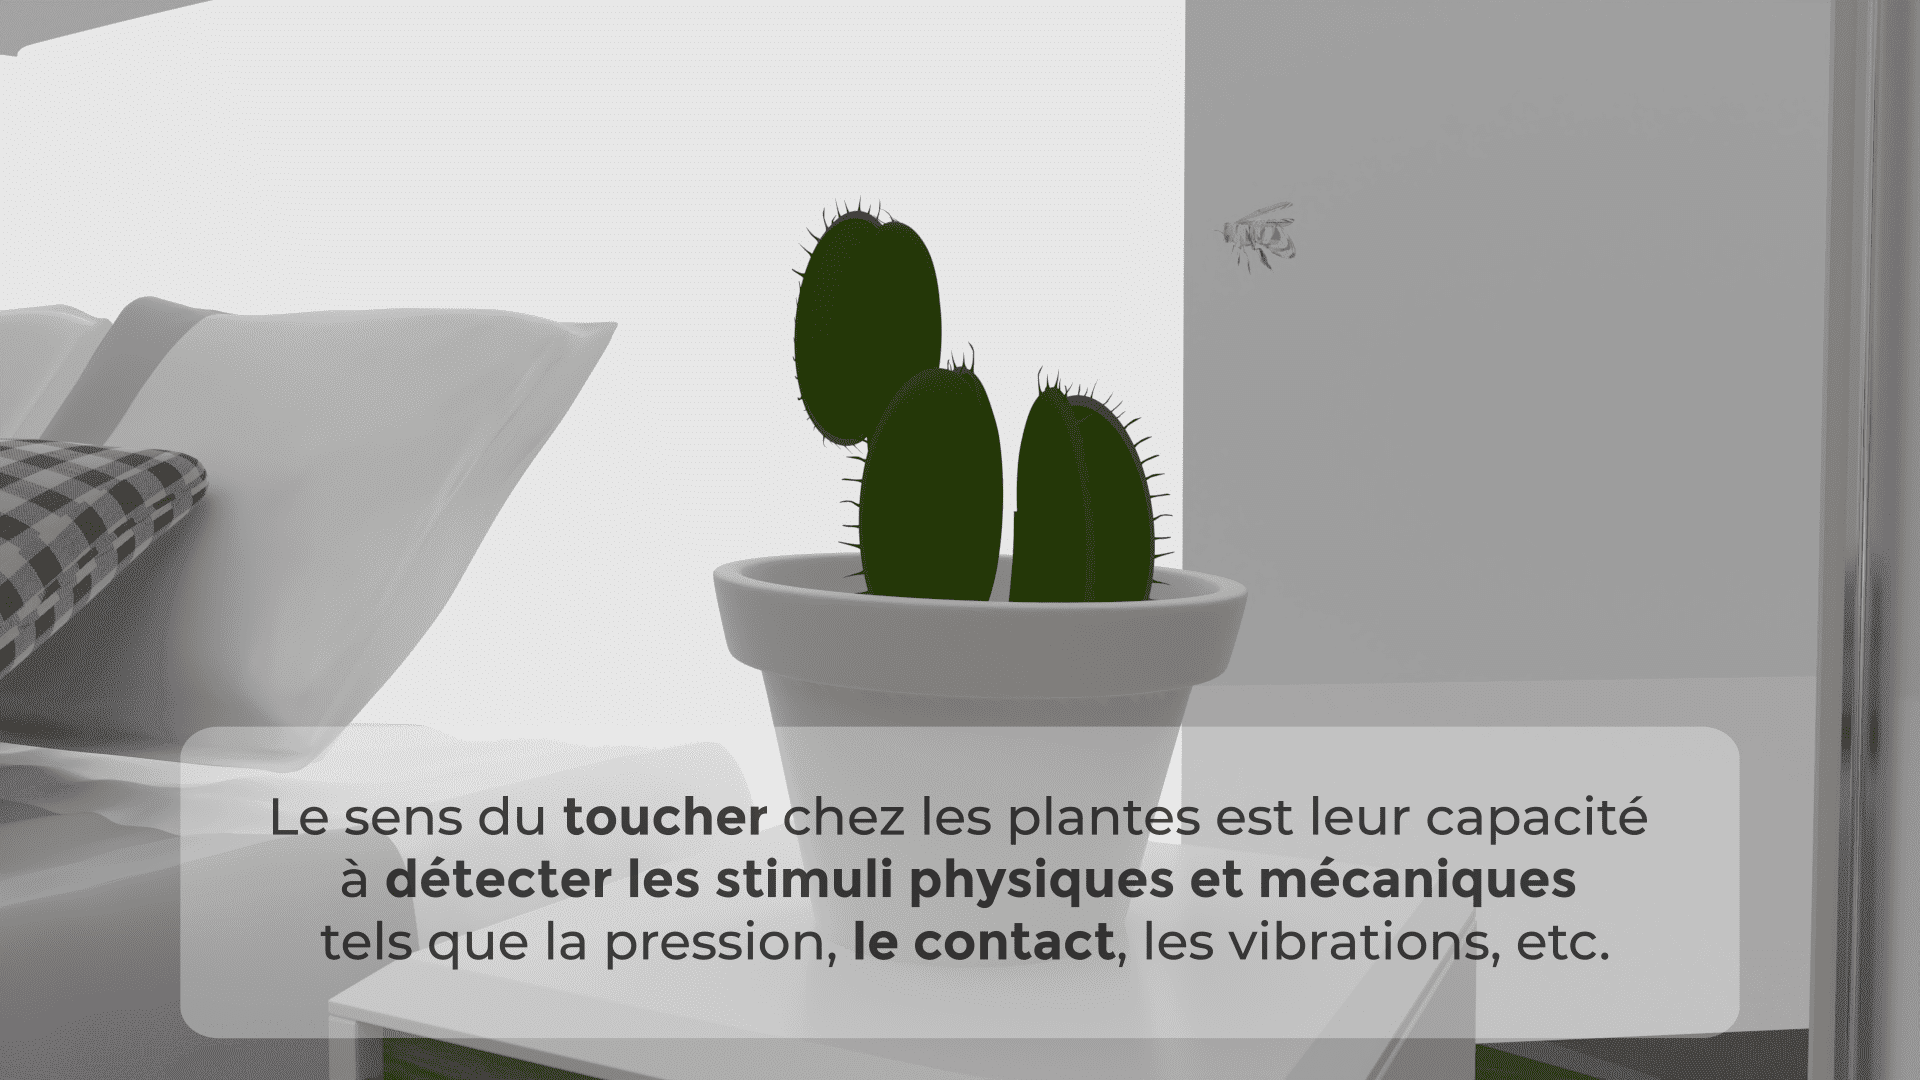 Le sens du toucher chez les plantes est leur capacité
à détecter les stimuli physiques et mécaniques
tels que la pression, le contact, les vibrations, etc.